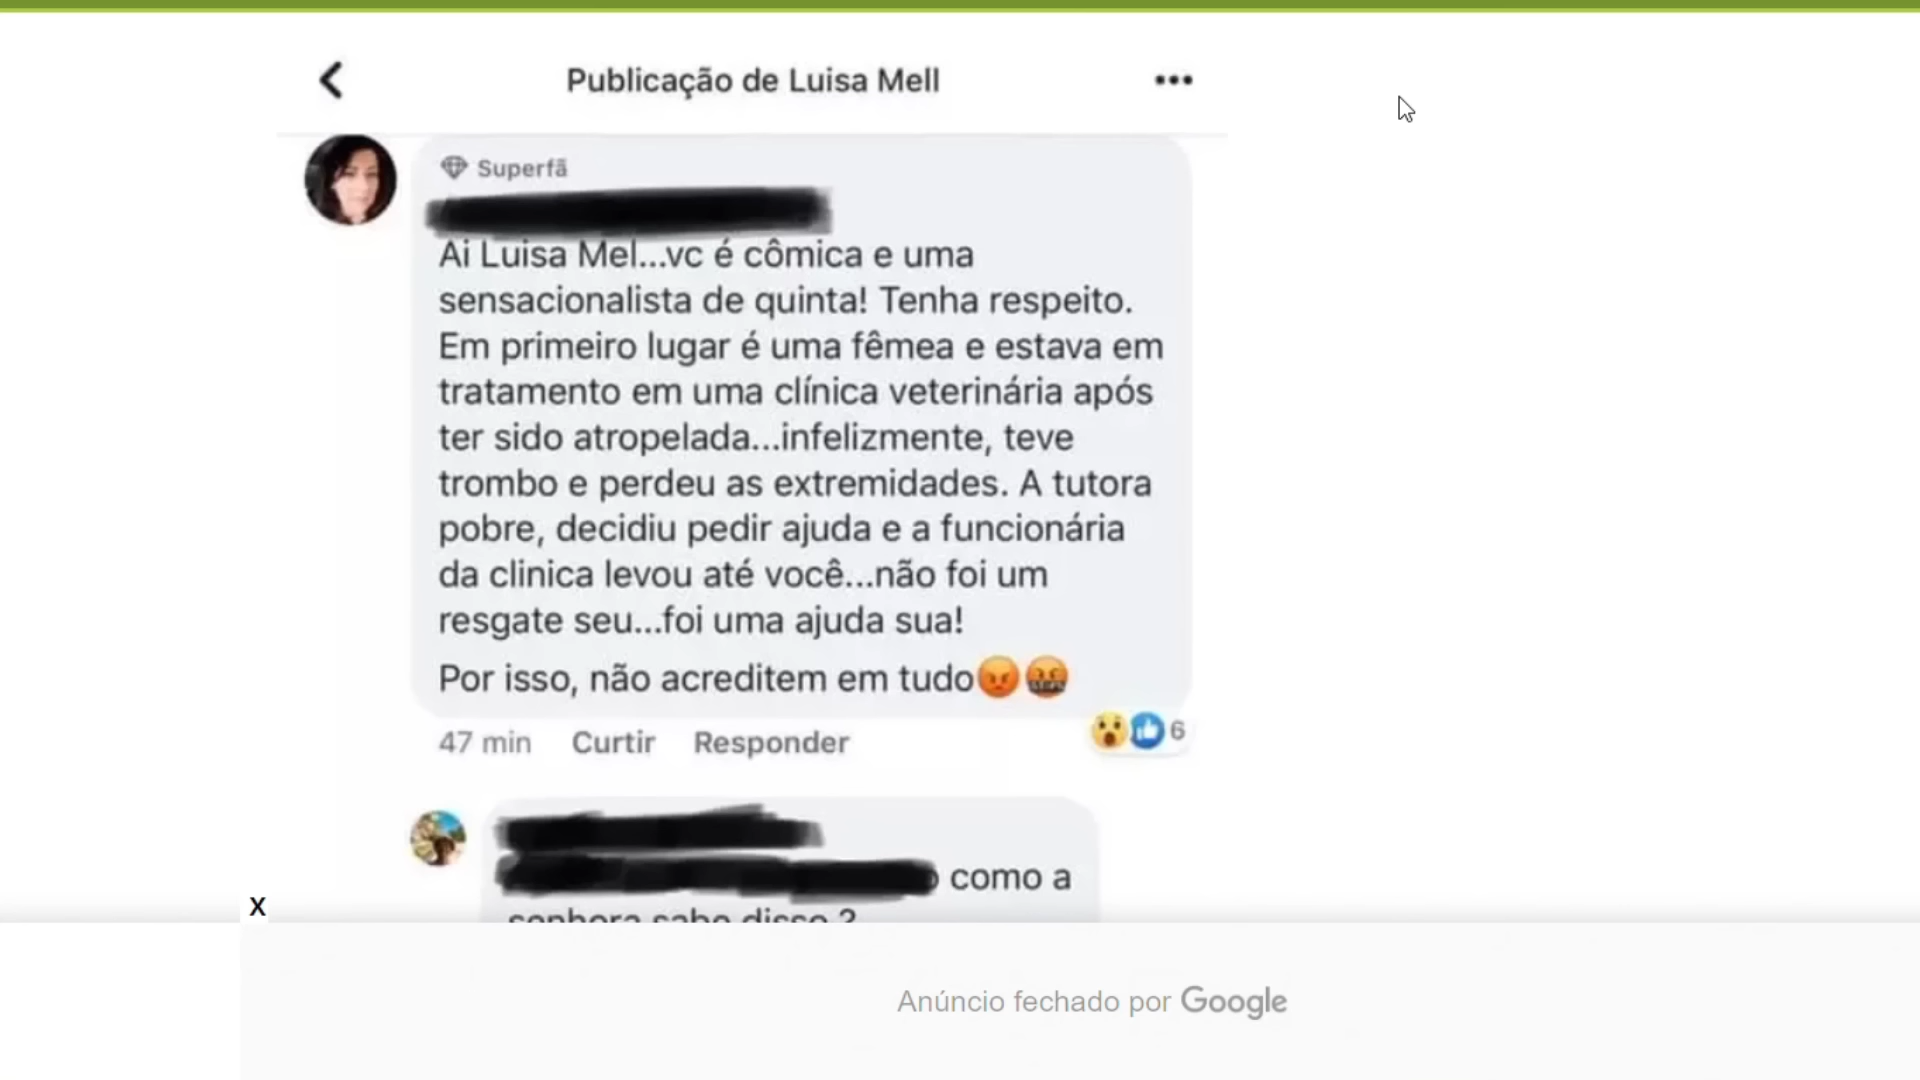 Publicação de Luisa Mell
Superfã
Ai Luisa Mel...vc é cômica e uma
sensacionalista de quinta! Tenha respeito.
Em primeiro lugar é uma fêmea e estava em
tratamento em uma clínica veterinária após
ter sido atropelada...infelizmente, teve
trombo e perdeu as extremidades. A tutora
pobre, decidiu pedir ajuda e a funcionária
da clinica levou até você...não foi um
resgate seu...foi uma ajuda sua!
Por isso, não acreditem em tudo😡🤬
47 min Curtir Responder 6
como a
senhora sabe disso ?
X
Anúncio fechado por Google